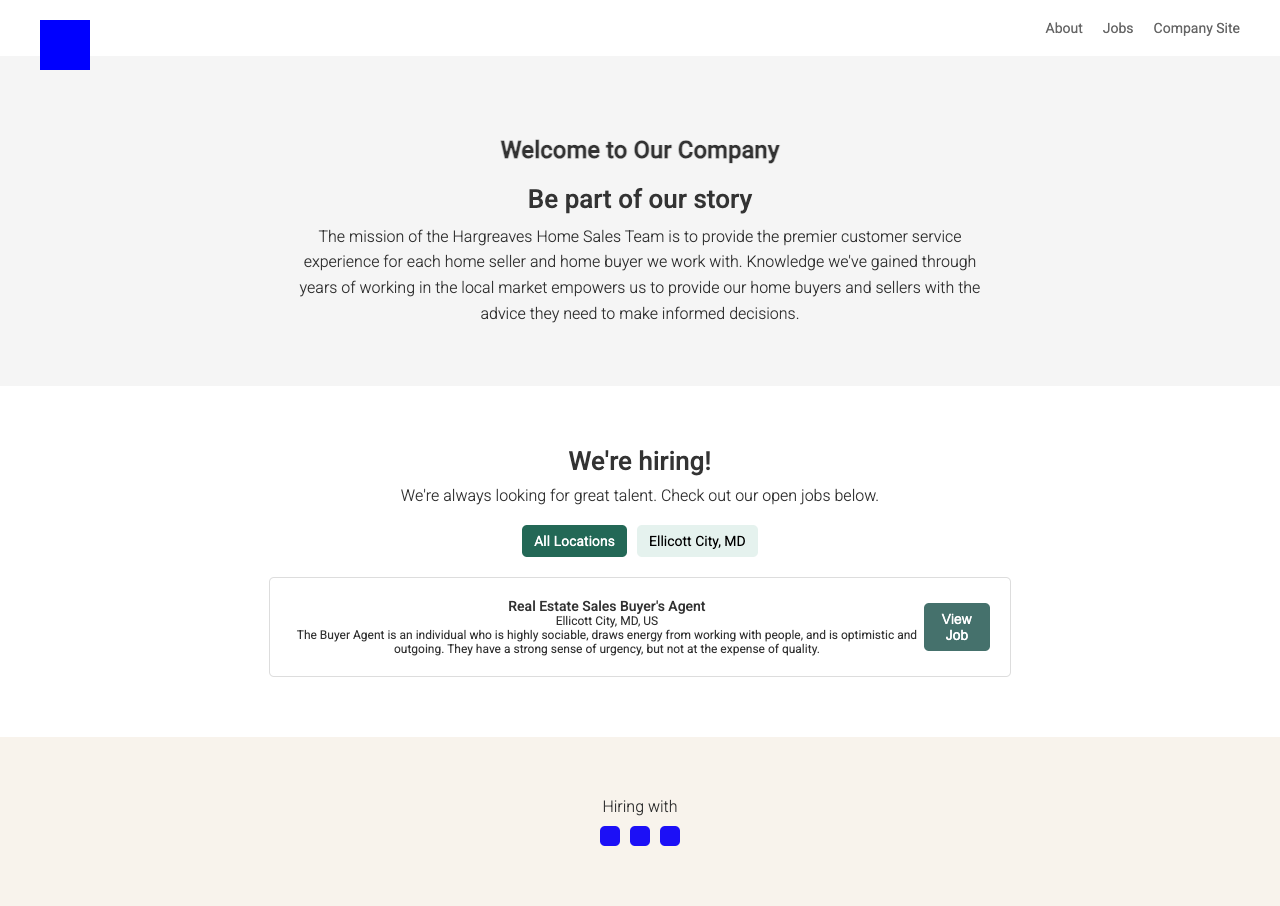 About Jobs Company Site
Welcome to Our Company
Be part of our story
The mission of the Hargreaves Home Sales Team is to provide the premier customer service
experience for each home seller and home buyer we work with. Knowledge we've gained through
years of working in the local market empowers us to provide our home buyers and sellers with the
advice they need to make informed decisions.
We're hiring!
We're always looking for great talent. Check out our open jobs below.
All Locations Ellicott City, MD
Real Estate Sales Buyer's Agent
Ellicott City, MD, US
The Buyer Agent is an individual who is highly sociable, draws energy from working with people, and is optimistic and
outgoing. They have a strong sense of urgency, but not at the expense of quality.
View
Job
Hiring with